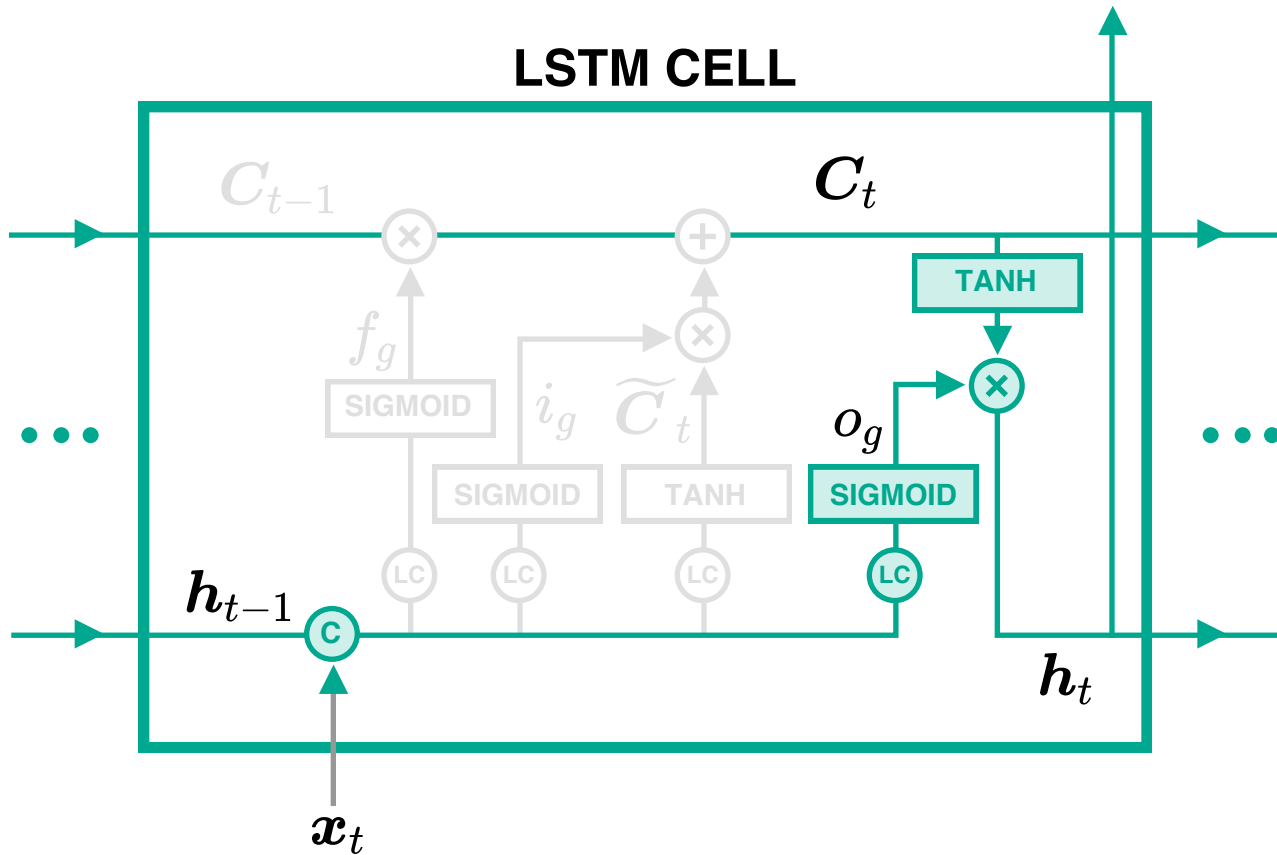 LSTM CELL
C_{t-1}
C_t
×
+
TANH
f_g
×
×
SIGMOID
i_g
C̃_t
o_g
SIGMOID
TANH
SIGMOID
LC
LC
LC
LC
h_{t-1}
C
h_t
x_t